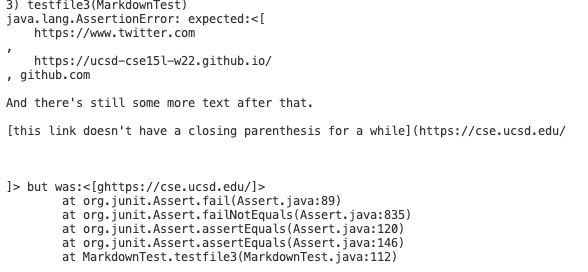 3) testfile3(MarkdownTest)
java.lang.AssertionError: expected:<[
    https://www.twitter.com
,
    https://ucsd-cse15l-w22.github.io/
, github.com

And there's still some more text after that.

[this link doesn't have a closing parenthesis for a while](https://cse.ucsd.edu/



]> but was:<[ghttps://cse.ucsd.edu/]>
        at org.junit.Assert.fail(Assert.java:89)
        at org.junit.Assert.failNotEquals(Assert.java:835)
        at org.junit.Assert.assertEquals(Assert.java:120)
        at org.junit.Assert.assertEquals(Assert.java:146)
        at MarkdownTest.testfile3(MarkdownTest.java:112)